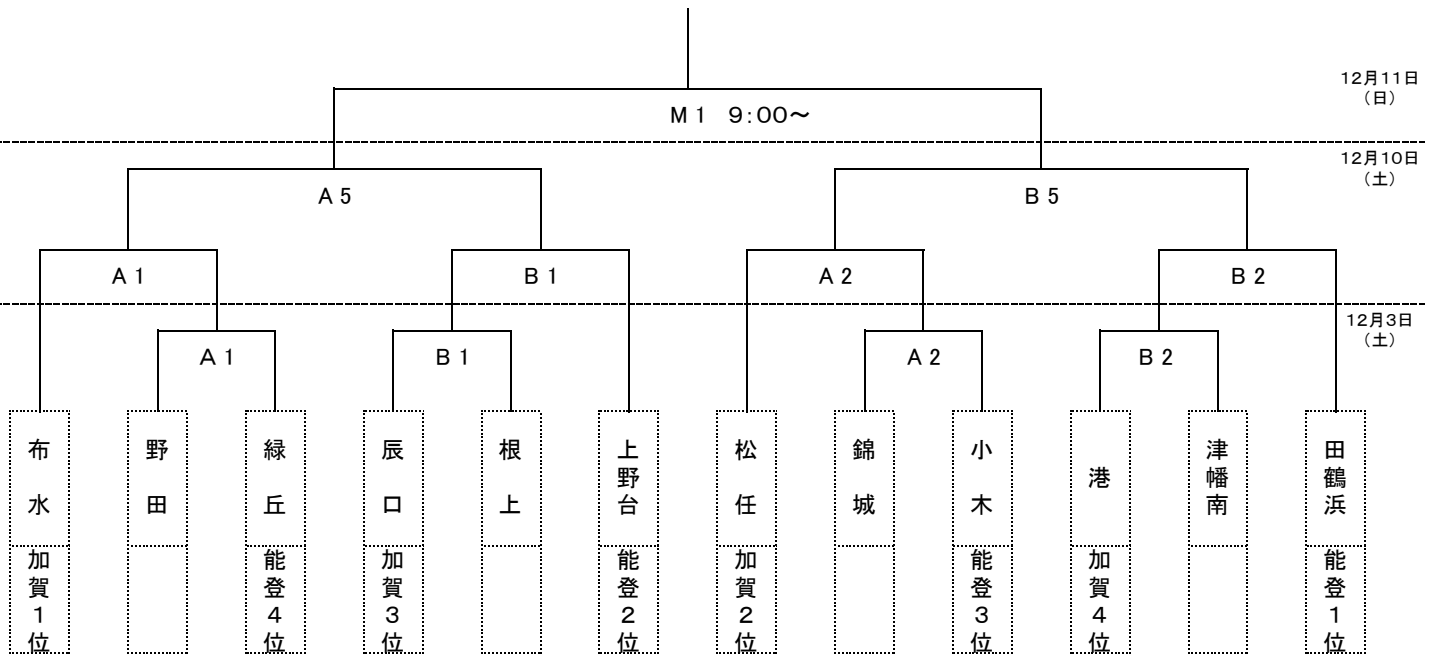 12月11日
（日）
M1 9:00～
12月10日
（土）
A5
B5
A1
B1
A2
B2
12月3日
（土）
A1
B1
A2
B2
布水
野田
緑丘
辰口
根上
上野台
松任
錦城
小木
港
津幡南
田鶴浜
加賀1位
能登4位
加賀3位
能登2位
加賀2位
能登3位
加賀4位
能登1位